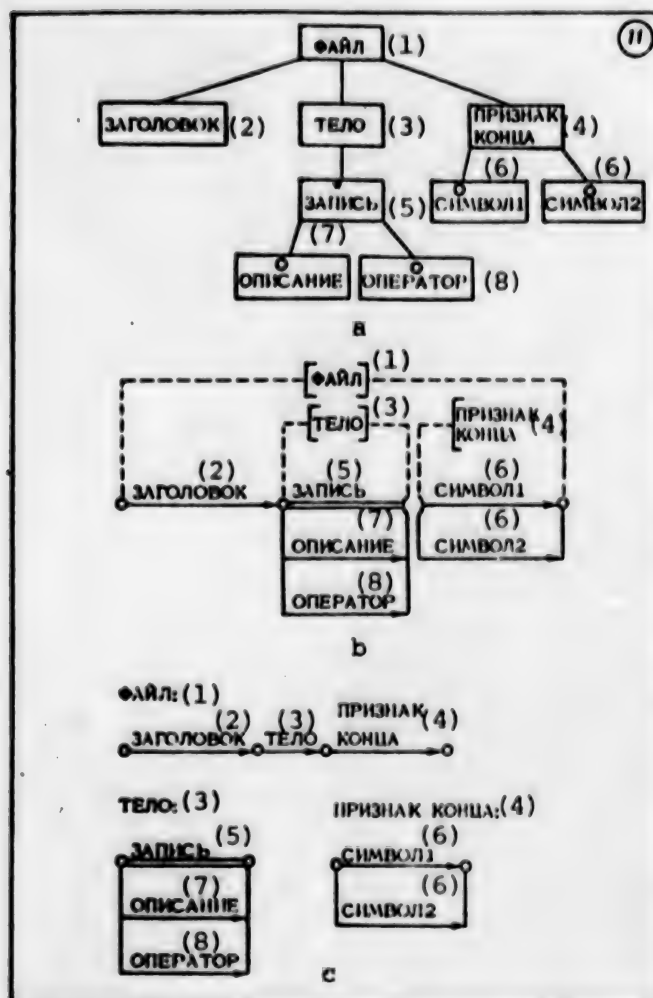 11
ФАЙЛ (1)
ЗАГОЛОВОК (2)
ТЕЛО (3)
ПРИЗНАК
КОНЦА (4)
(6) (6)
ЗАПИСЬ (5)
СИМВОЛ1 СИМВОЛ2
(7)
ОПИСАНИЕ ОПЕРАТОР (8)
a
[ФАЙЛ] (1)
[ТЕЛО] (3)
[ПРИЗНАК
КОНЦА (4)
(2) (5) (6)
ЗАГОЛОВОК ЗАПИСЬ СИМВОЛ1
(7) (6)
ОПИСАНИЕ СИМВОЛ2
(8)
ОПЕРАТОР
b
ФАЙЛ: (1)
(2) (3) ПРИЗНАК (4)
ЗАГОЛОВОК ТЕЛО КОНЦА
ТЕЛО: (3)
ПРИЗНАК КОНЦА: (4)
ЗАПИСЬ (5)
(6)
СИМВОЛ1
(7) (6)
ОПИСАНИЕ СИМВОЛ2
(8)
ОПЕРАТОР
c